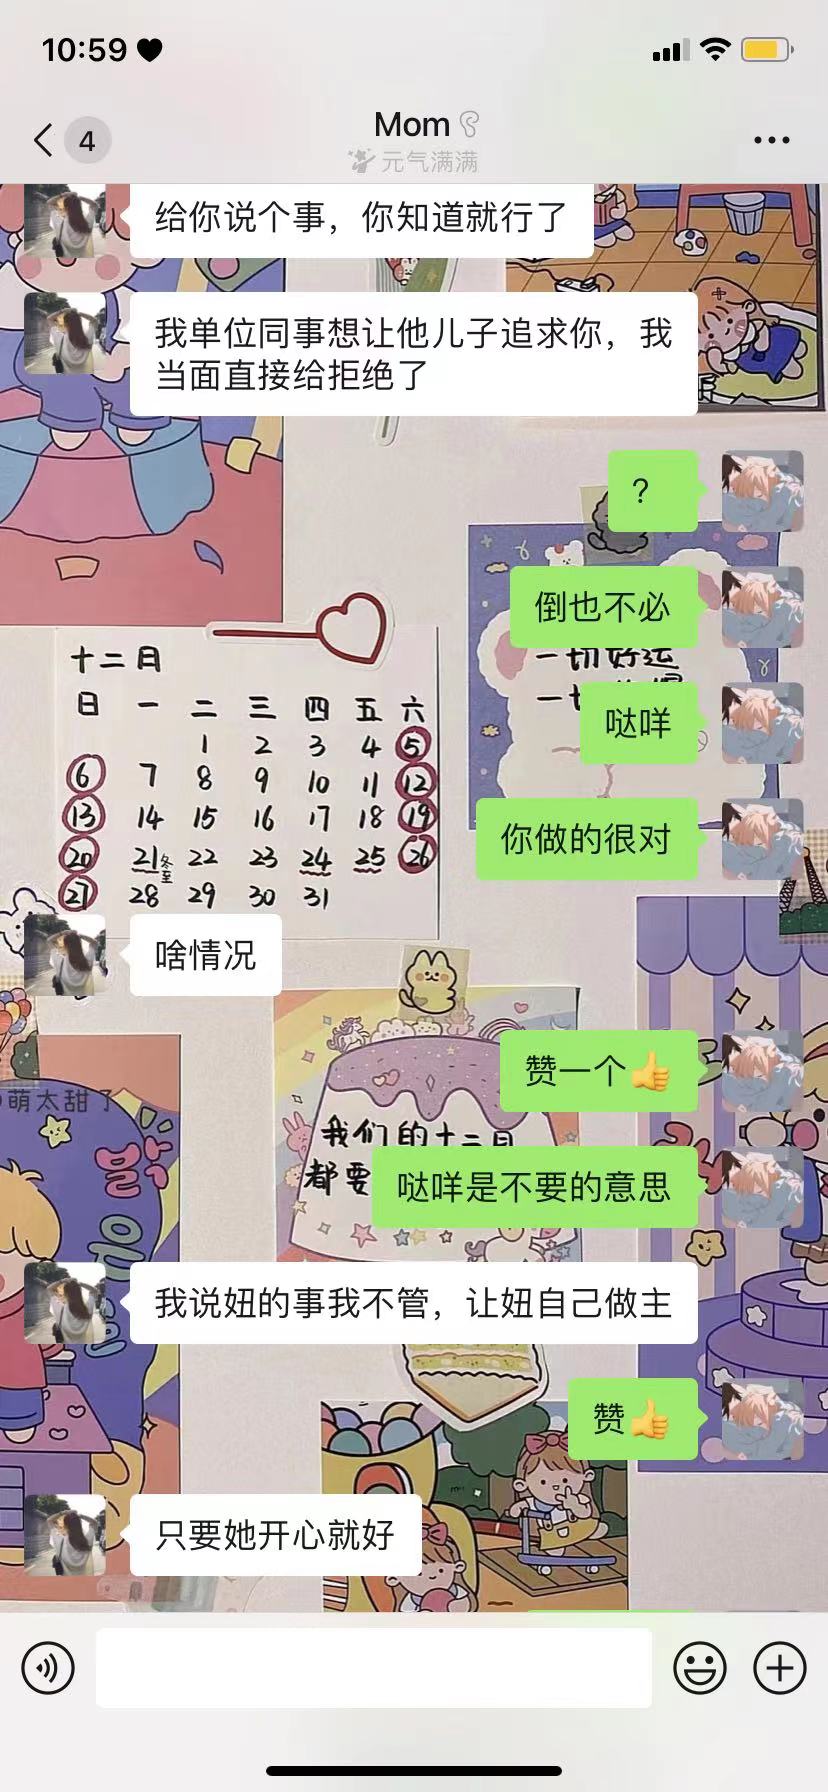 10:59
4
Mom
元气满满
给你说个事，你知道就行了
我单位同事想让他儿子追求你，我
当面直接给拒绝了
?
倒也不必
一切好运
哒咩
你做的很对
十二月
日 一 二 三 四 五 六
1 2 3 4 5
6 7 8 9 10 11 12
13 14 15 16 17 18 19
20 21冬至 22 23 24 25 26
27 28 29 30 31
啥情况
赞一个👍
萌太甜了
我们的十二月
都要
哒咩是不要的意思
我说妞的事我不管，让妞自己做主
赞👍
只要她开心就好